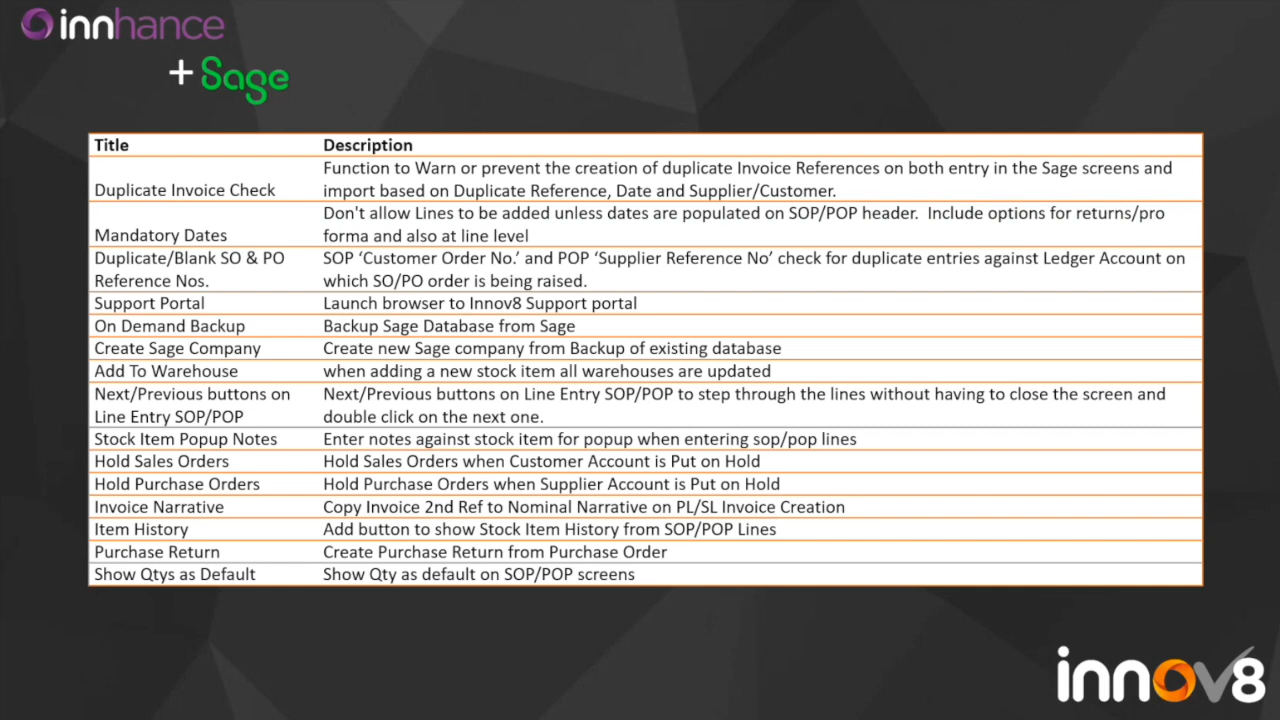 innhance
+ Sage
Title Description
Duplicate Invoice Check Function to Warn or prevent the creation of duplicate Invoice References on both entry in the Sage screens and
import based on Duplicate Reference, Date and Supplier/Customer.
Mandatory Dates Don't allow Lines to be added unless dates are populated on SOP/POP header.  Include options for returns/pro
forma and also at line level
Duplicate/Blank SO & PO SOP ‘Customer Order No.’ and POP ‘Supplier Reference No’ check for duplicate entries against Ledger Account on
Reference Nos. which SO/PO order is being raised.
Support Portal Launch browser to Innov8 Support portal
On Demand Backup Backup Sage Database from Sage
Create Sage Company Create new Sage company from Backup of existing database
Add To Warehouse when adding a new stock item all warehouses are updated
Next/Previous buttons on Next/Previous buttons on Line Entry SOP/POP to step through the lines without having to close the screen and
Line Entry SOP/POP double click on the next one.
Stock Item Popup Notes Enter notes against stock item for popup when entering sop/pop lines
Hold Sales Orders Hold Sales Orders when Customer Account is Put on Hold
Hold Purchase Orders Hold Purchase Orders when Supplier Account is Put on Hold
Invoice Narrative Copy Invoice 2nd Ref to Nominal Narrative on PL/SL Invoice Creation
Item History Add button to show Stock Item History from SOP/POP Lines
Purchase Return Create Purchase Return from Purchase Order
Show Qtys as Default Show Qty as default on SOP/POP screens
innov8